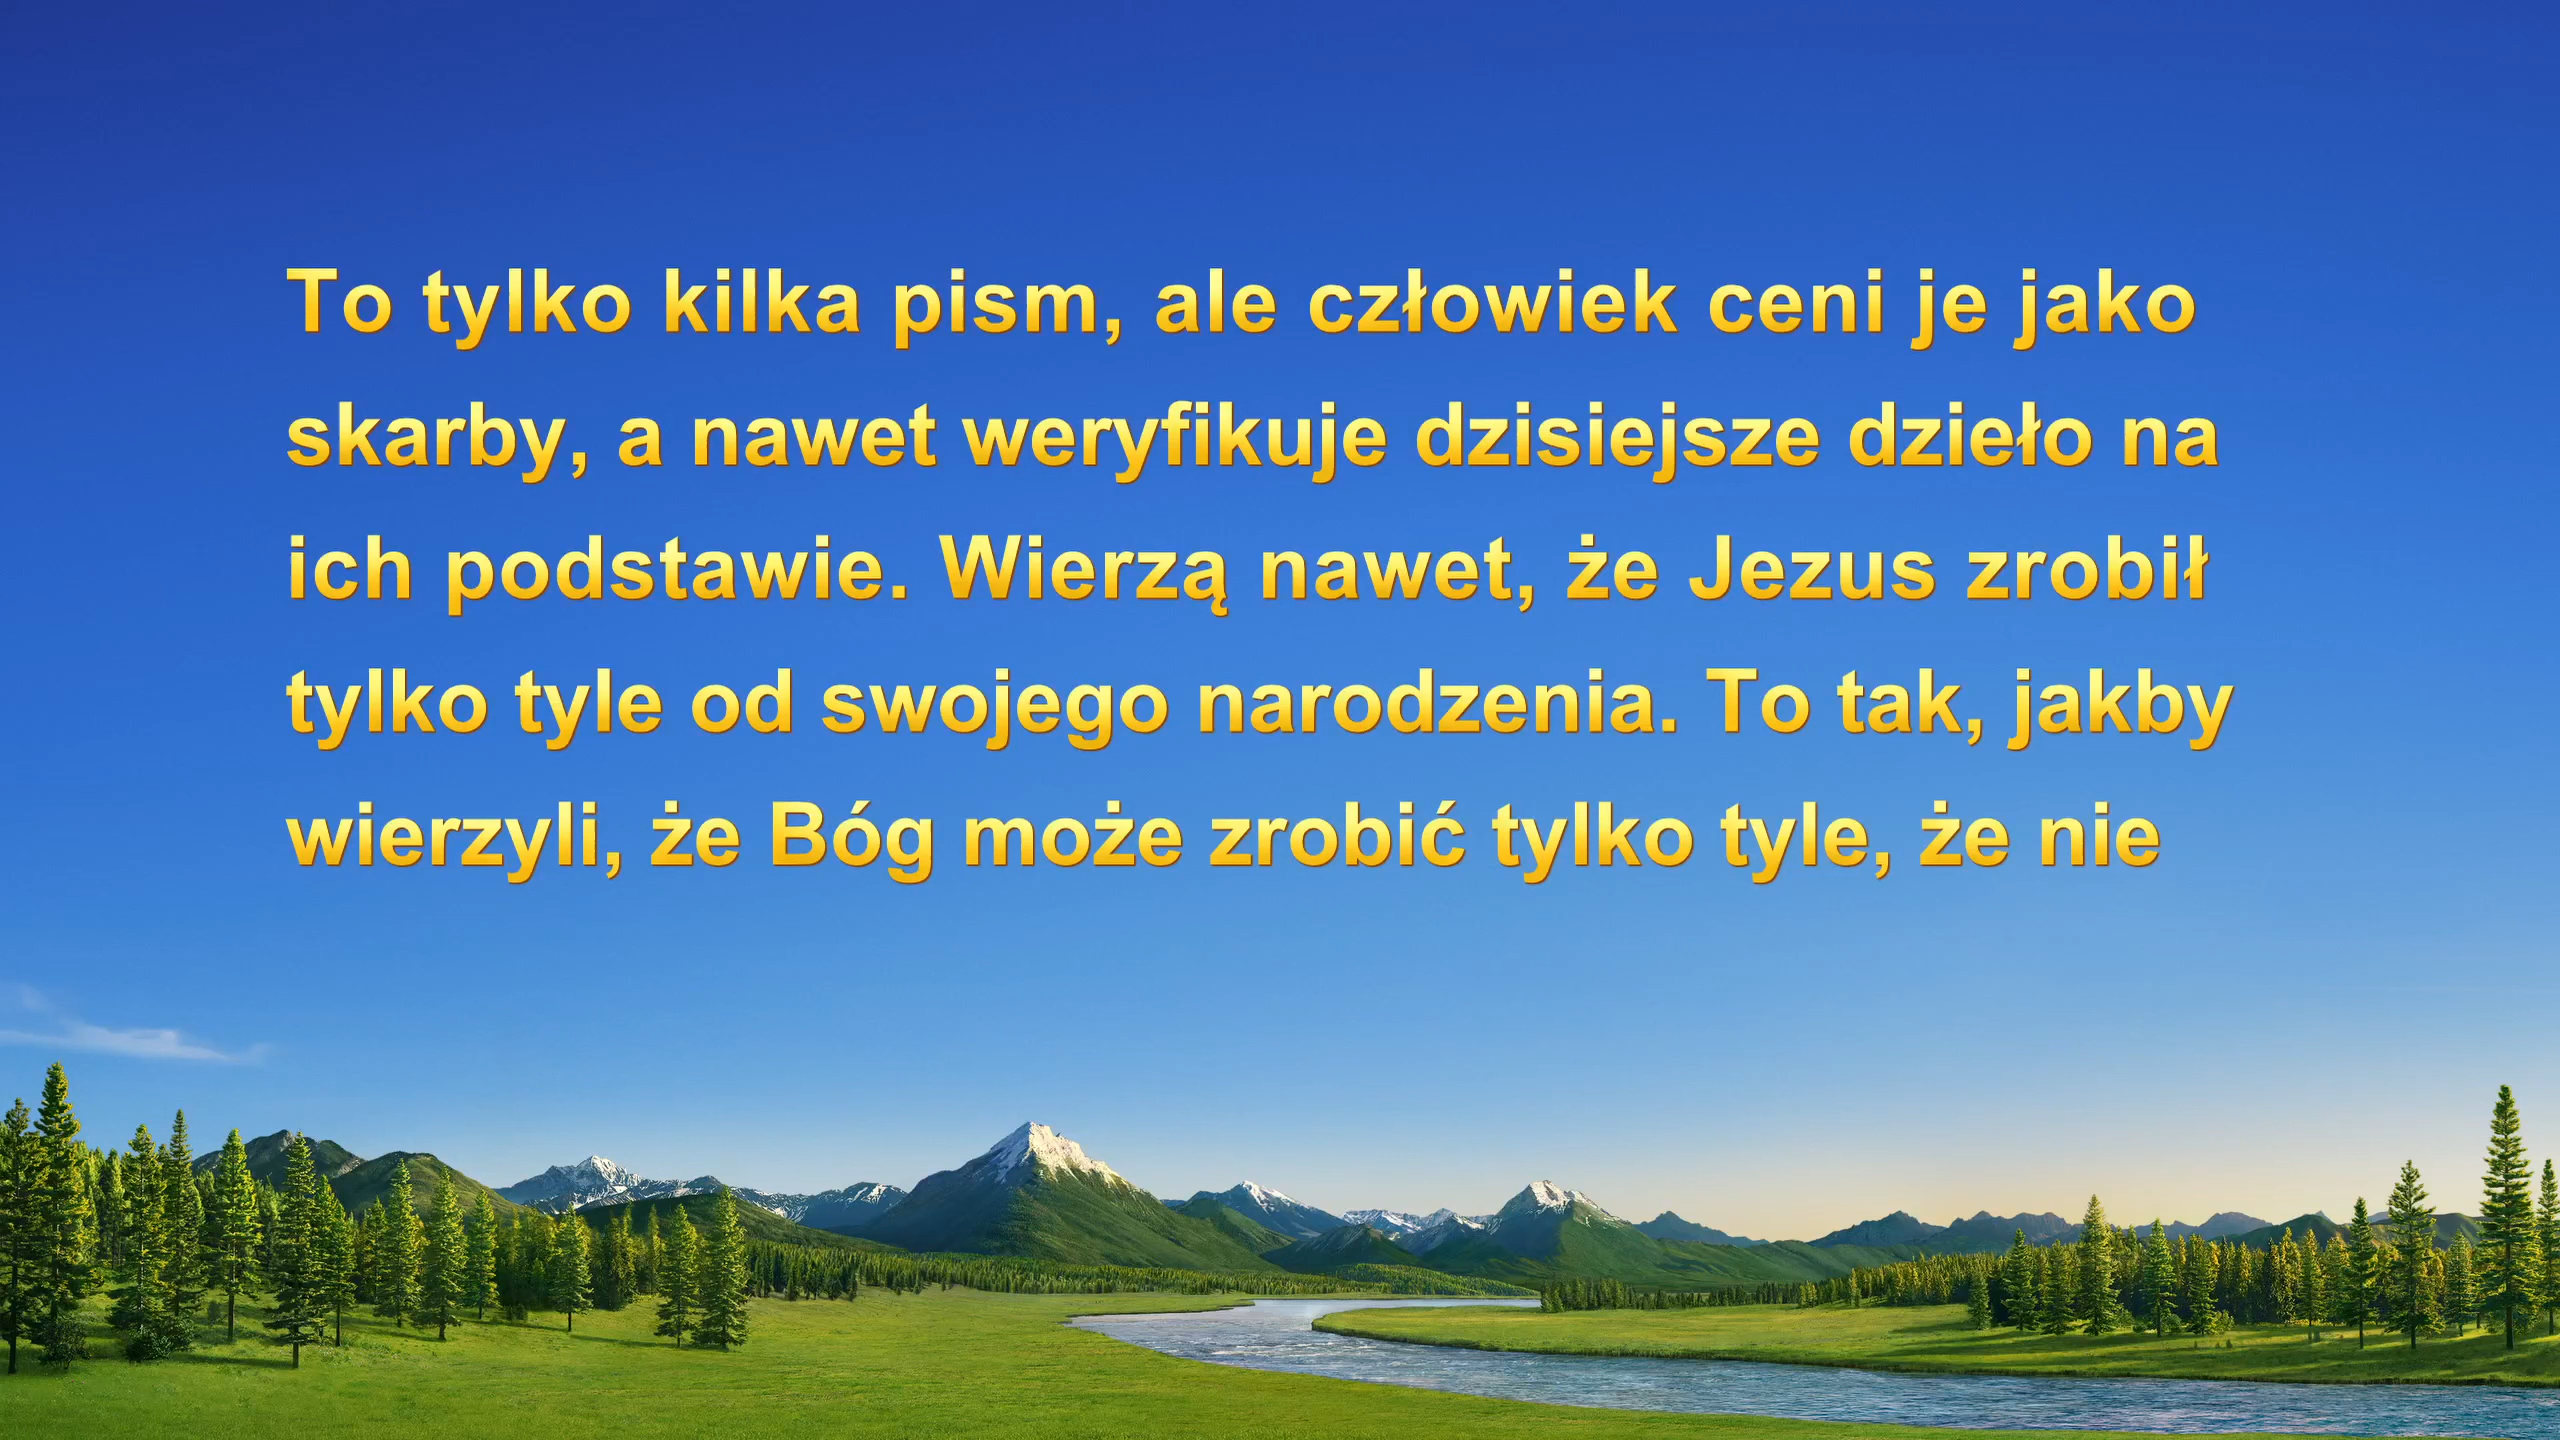 To tylko kilka pism, ale człowiek ceni je jako
skarby, a nawet weryfikuje dzisiejsze dzieło na
ich podstawie. Wierzą nawet, że Jezus zrobił
tylko tyle od swojego narodzenia. To tak, jakby
wierzyli, że Bóg może zrobić tylko tyle, że nie